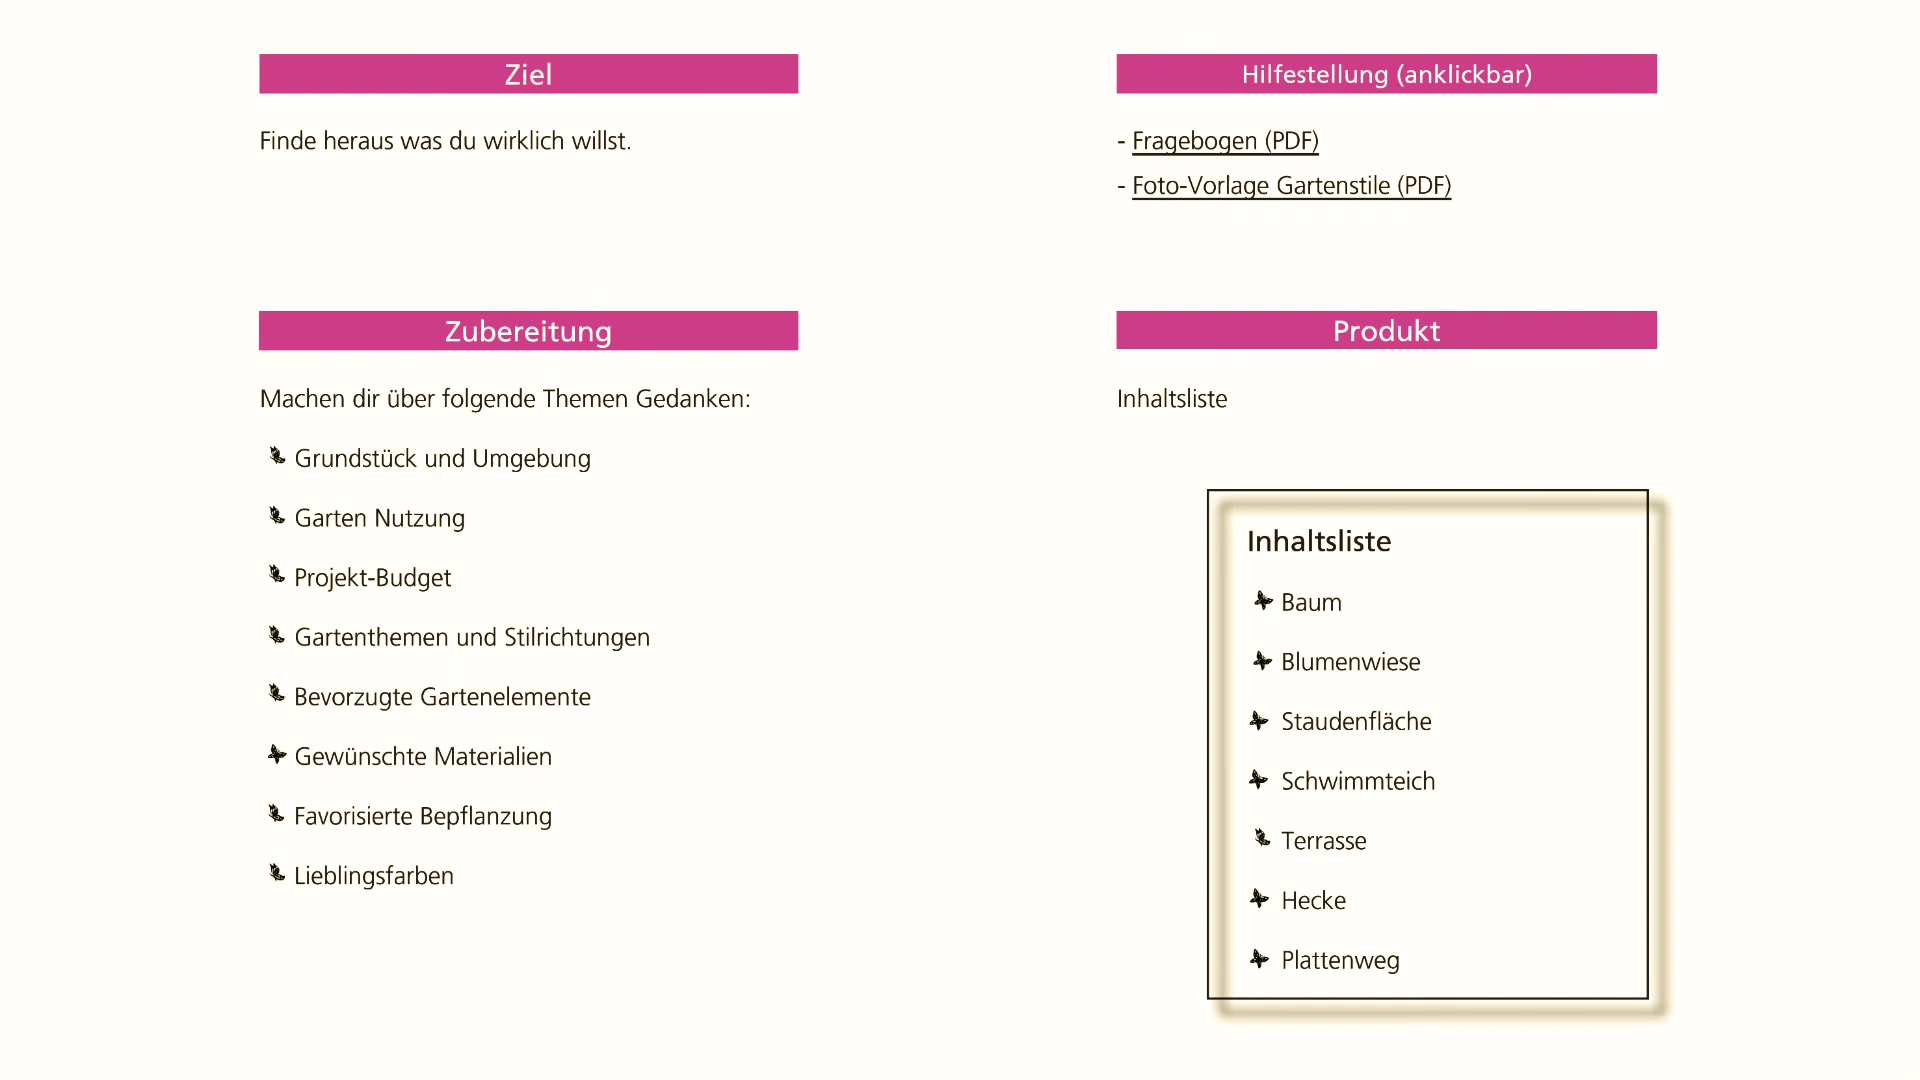 Ziel
Finde heraus was du wirklich willst.
Hilfestellung (anklickbar)
- Fragebogen (PDF)
- Foto-Vorlage Gartenstile (PDF)
Zubereitung
Machen dir über folgende Themen Gedanken:
Grundstück und Umgebung
Garten Nutzung
Projekt-Budget
Gartenthemen und Stilrichtungen
Bevorzugte Gartenelemente
Gewünschte Materialien
Favorisierte Bepflanzung
Lieblingsfarben
Produkt
Inhaltsliste
Inhaltsliste
Baum
Blumenwiese
Staudenfläche
Schwimmteich
Terrasse
Hecke
Plattenweg